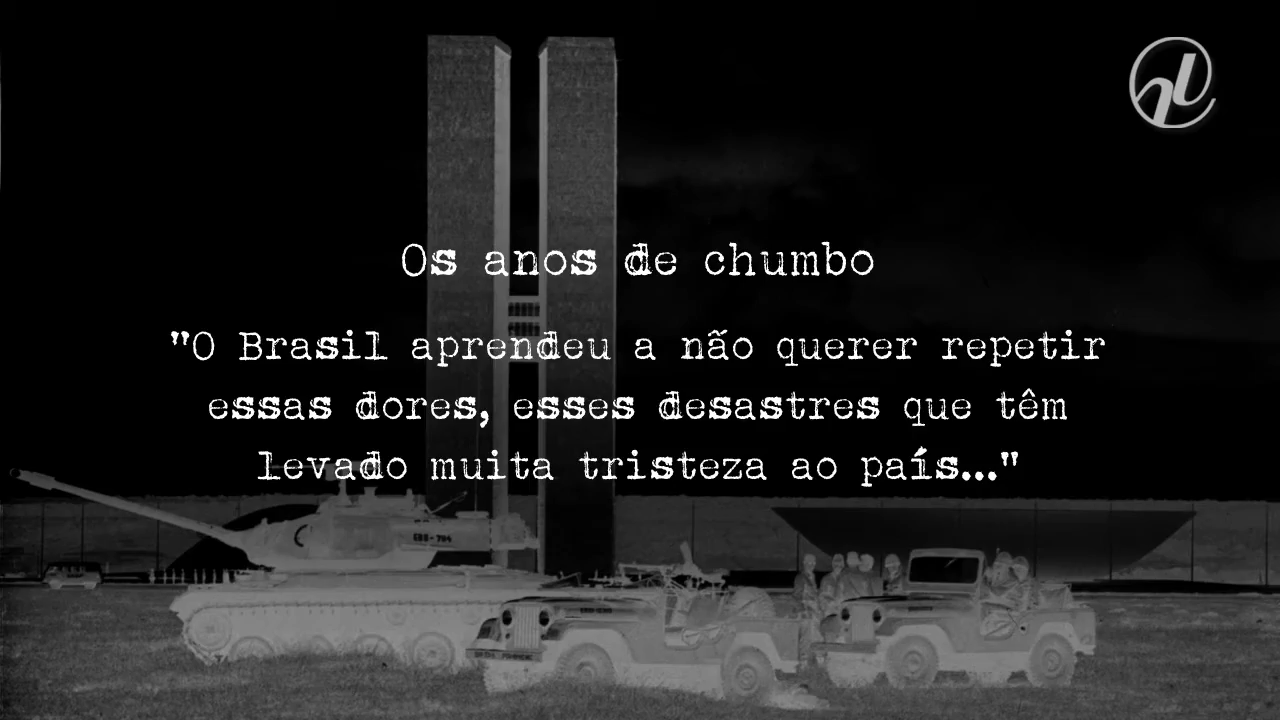 Os anos de chumbo
"O Brasil aprendeu a não querer repetir
essas dores, esses desastres que têm
levado muita tristeza ao país..."